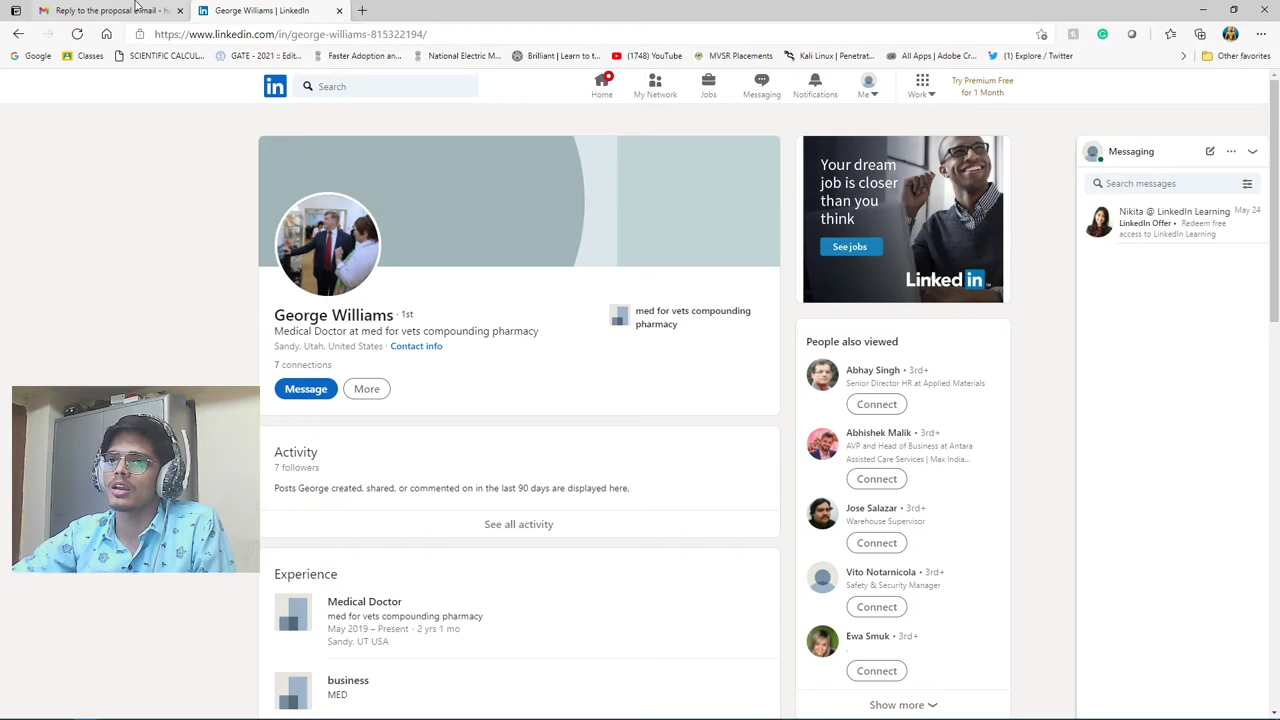 Reply to the proposal email - ha
George Williams | LinkedIn
https://www.linkedin.com/in/george-williams-815322194/
Google
Classes
SCIENTIFIC CALCUL...
GATE - 2021 :: Edit...
Faster Adoption an...
National Electric M...
Brilliant | Learn to t...
(1748) YouTube
MVSR Placements
Kali Linux | Penetrat...
All Apps | Adobe Cr...
(1) Explore / Twitter
Other favorites
in
Search
Home
My Network
Jobs
Messaging
Notifications
Me
Work
Try Premium Free
for 1 Month
George Williams · 1st
Medical Doctor at med for vets compounding pharmacy
Sandy, Utah, United States · Contact info
7 connections
Message
More
med for vets compounding
pharmacy
Activity
7 followers
Posts George created, shared, or commented on in the last 90 days are displayed here.
See all activity
Experience
Medical Doctor
med for vets compounding pharmacy
May 2019 – Present · 2 yrs 1 mo
Sandy, UT USA
business
MED
Your dream
job is closer
than you
think
See jobs
LinkedIn
People also viewed
Abhay Singh • 3rd+
Senior Director HR at Applied Materials
Connect
Abhishek Malik • 3rd+
AVP and Head of Business at Antara
Assisted Care Services | Max India...
Connect
Jose Salazar • 3rd+
Warehouse Supervisor
Connect
Vito Notarnicola • 3rd+
Safety & Security Manager
Connect
Ewa Smuk • 3rd+
.
Connect
Show more
Messaging
Search messages
Nikita @ LinkedIn Learning May 24
LinkedIn Offer • Redeem free
access to LinkedIn Learning